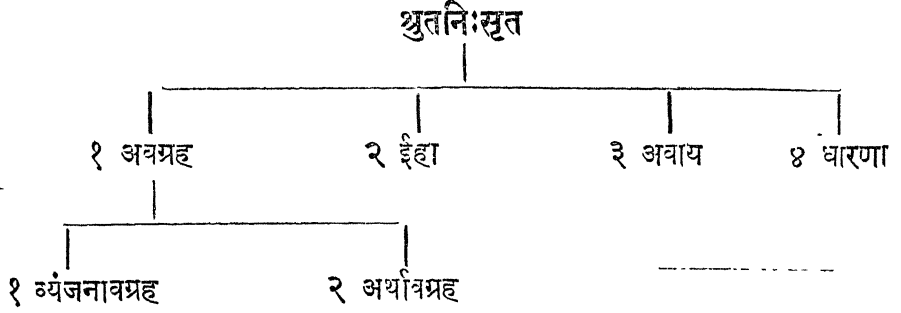 श्रुतनिःसृत
१ अवग्रह २ ईहा ३ अवाय ४ धारणा
१ व्यंजनावग्रह २ अर्थावग्रह